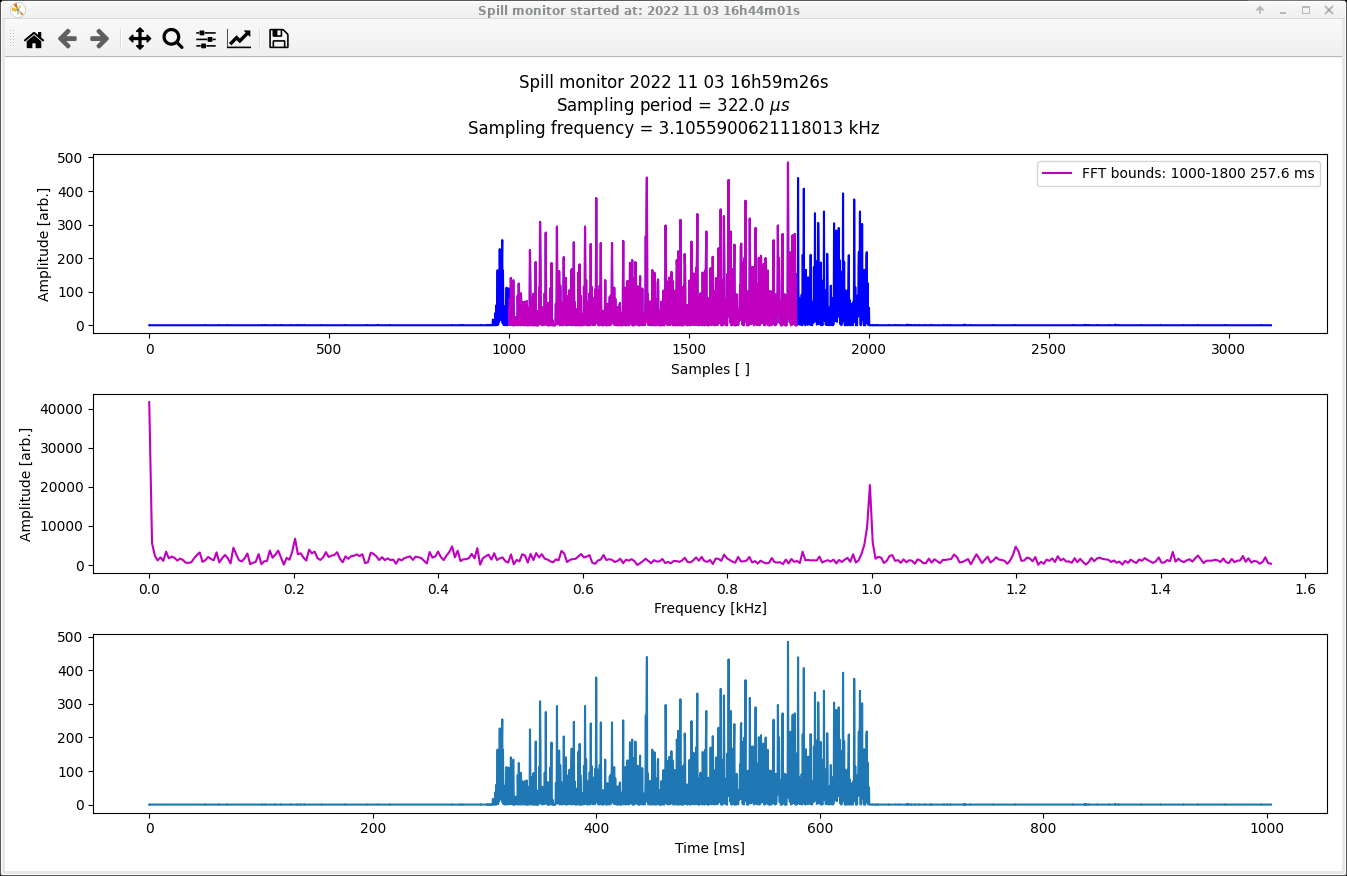 Spill monitor started at: 2022 11 03 16h44m01s
Spill monitor 2022 11 03 16h59m26s
Sampling period = 322.0 μs
Sampling frequency = 3.1055900621118013 kHz
500
400
300
200
100
0
Amplitude [arb.]
FFT bounds: 1000-1800 257.6 ms
0 500 1000 1500 2000 2500 3000
Samples [ ]
40000
30000
20000
10000
0
Amplitude [arb.]
0.0 0.2 0.4 0.6 0.8 1.0 1.2 1.4 1.6
Frequency [kHz]
500
400
300
200
100
0
0 200 400 600 800 1000
Time [ms]